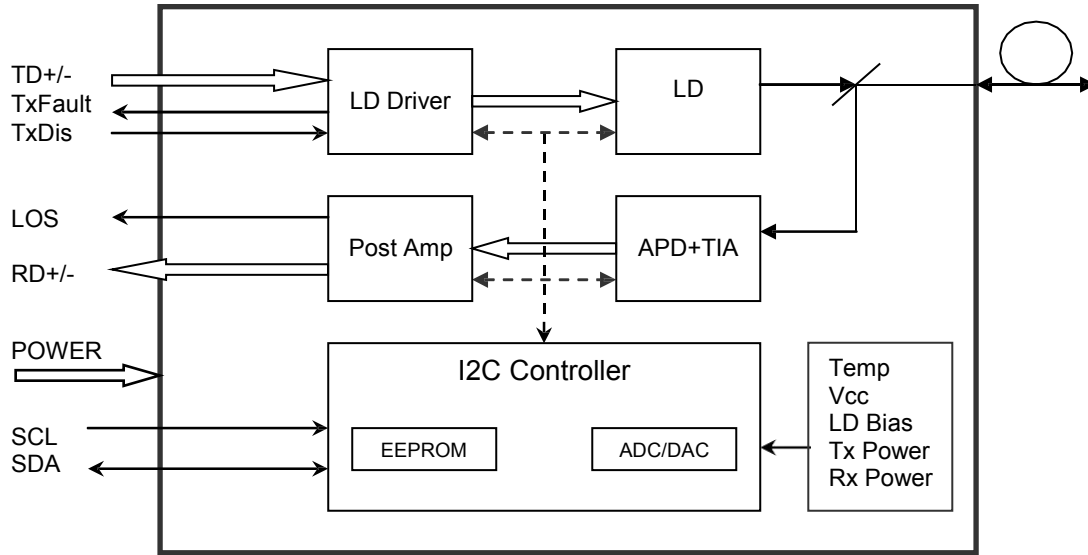 TD+/-
TxFault
TxDis
LD Driver
LD
LOS
RD+/-
Post Amp
APD+TIA
POWER
SCL
SDA
I2C Controller
EEPROM
ADC/DAC
Temp
Vcc
LD Bias
Tx Power
Rx Power